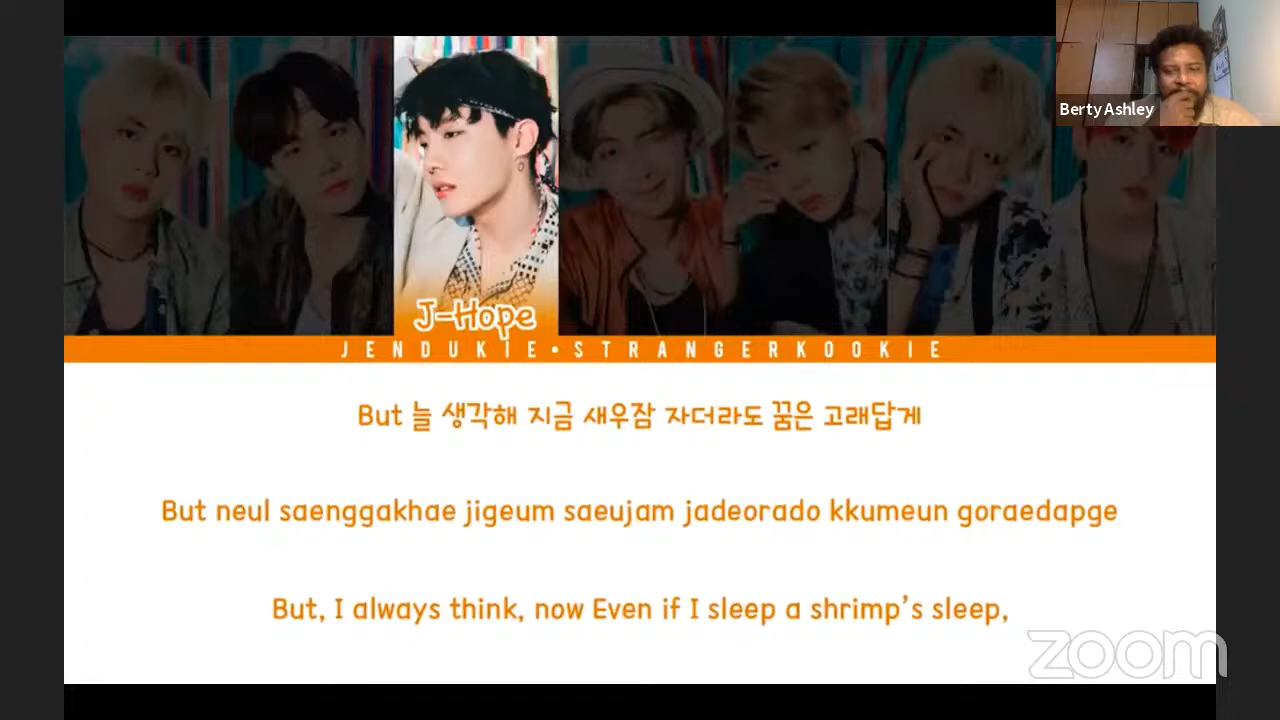 Berty Ashley
J-Hope
JENDUKIE•STRANGERKOOKIE
But 늘 생각해 지금 새우잠 자더라도 꿈은 고래답게
But neul saenggakhae jigeum saeujam jadeorado kkumeun goraedapge
But, I always think, now Even if I sleep a shrimp’s sleep,
zoom